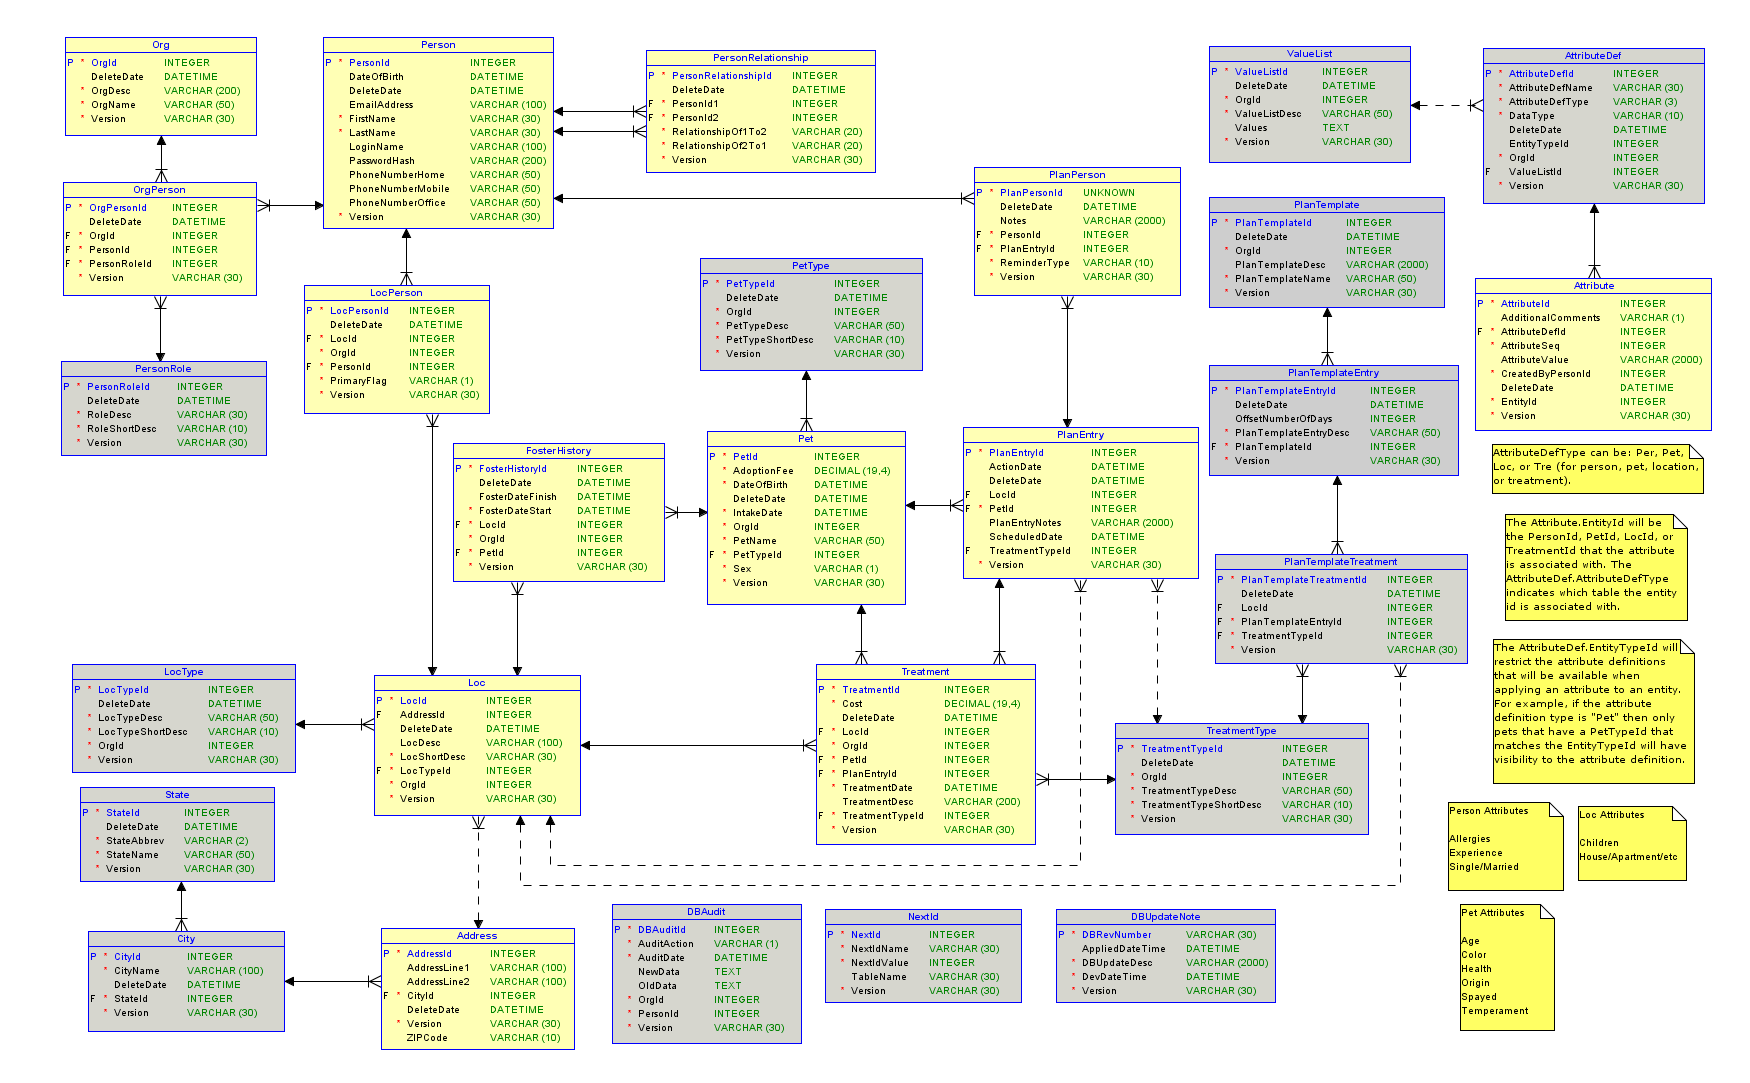 Org
P * OrgId INTEGER
DeleteDate DATETIME
* OrgDesc VARCHAR (200)
* OrgName VARCHAR (50)
* Version VARCHAR (30)
Person
P * PersonId INTEGER
DateOfBirth DATETIME
DeleteDate DATETIME
EmailAddress VARCHAR (100)
* FirstName VARCHAR (30)
* LastName VARCHAR (30)
LoginName VARCHAR (100)
PasswordHash VARCHAR (200)
PhoneNumberHome VARCHAR (50)
PhoneNumberMobile VARCHAR (50)
PhoneNumberOffice VARCHAR (50)
* Version VARCHAR (30)
PersonRelationship
P * PersonRelationshipId INTEGER
DeleteDate DATETIME
F * PersonId1 INTEGER
F * PersonId2 INTEGER
* RelationshipOf1To2 VARCHAR (20)
* RelationshipOf2To1 VARCHAR (20)
* Version VARCHAR (30)
ValueList
P * ValueListId INTEGER
DeleteDate DATETIME
* OrgId INTEGER
* ValueListDesc VARCHAR (50)
Values TEXT
* Version VARCHAR (30)
AttributeDef
P * AttributeDefId INTEGER
* AttributeDefName VARCHAR (30)
* AttributeDefType VARCHAR (3)
* DataType VARCHAR (10)
DeleteDate DATETIME
EntityTypeId INTEGER
* OrgId INTEGER
F ValueListId INTEGER
* Version VARCHAR (30)
OrgPerson
P * OrgPersonId INTEGER
DeleteDate DATETIME
F * OrgId INTEGER
F * PersonId INTEGER
F * PersonRoleId INTEGER
* Version VARCHAR (30)
PlanPerson
P * PlanPersonId UNKNOWN
DeleteDate DATETIME
Notes VARCHAR (2000)
F * PersonId INTEGER
F * PlanEntryId INTEGER
* ReminderType VARCHAR (10)
* Version VARCHAR (30)
PlanTemplate
P * PlanTemplateId INTEGER
DeleteDate DATETIME
* OrgId INTEGER
PlanTemplateDesc VARCHAR (2000)
* PlanTemplateName VARCHAR (50)
* Version VARCHAR (30)
LocPerson
P * LocPersonId INTEGER
DeleteDate DATETIME
F * LocId INTEGER
* OrgId INTEGER
F * PersonId INTEGER
* PrimaryFlag VARCHAR (1)
* Version VARCHAR (30)
PetType
P * PetTypeId INTEGER
DeleteDate DATETIME
* OrgId INTEGER
* PetTypeDesc VARCHAR (50)
* PetTypeShortDesc VARCHAR (10)
* Version VARCHAR (30)
Attribute
P * AttributeId INTEGER
AdditionalComments VARCHAR (1)
F * AttributeDefId INTEGER
* AttributeSeq INTEGER
AttributeValue VARCHAR (2000)
* CreatedByPersonId INTEGER
DeleteDate DATETIME
* EntityId INTEGER
* Version VARCHAR (30)
PersonRole
P * PersonRoleId INTEGER
DeleteDate DATETIME
* RoleDesc VARCHAR (30)
* RoleShortDesc VARCHAR (10)
* Version VARCHAR (30)
PlanTemplateEntry
P * PlanTemplateEntryId INTEGER
DeleteDate DATETIME
OffsetNumberOfDays INTEGER
* PlanTemplateEntryDesc VARCHAR (50)
F * PlanTemplateId INTEGER
* Version VARCHAR (30)
FosterHistory
P * FosterHistoryId INTEGER
DeleteDate DATETIME
FosterDateFinish DATETIME
* FosterDateStart DATETIME
F * LocId INTEGER
* OrgId INTEGER
F * PetId INTEGER
* Version VARCHAR (30)
Pet
P * PetId INTEGER
* AdoptionFee DECIMAL (19,4)
* DateOfBirth DATETIME
DeleteDate DATETIME
* IntakeDate DATETIME
* OrgId INTEGER
* PetName VARCHAR (50)
F * PetTypeId INTEGER
* Sex VARCHAR (1)
* Version VARCHAR (30)
PlanEntry
P * PlanEntryId INTEGER
ActionDate DATETIME
DeleteDate DATETIME
F LocId INTEGER
F * PetId INTEGER
PlanEntryNotes VARCHAR (2000)
ScheduledDate DATETIME
F TreatmentTypeId INTEGER
* Version VARCHAR (30)
AttributeDefType can be: Per, Pet,
Loc, or Tre (for person, pet, location,
or treatment).
The Attribute.EntityId will be
the PersonId, PetId, LocId, or
TreatmentId that the attribute
is associated with. The
AttributeDef.AttributeDefType
indicates which table the entity
id is associated with.
PlanTemplateTreatment
P * PlanTemplateTreatmentId INTEGER
DeleteDate DATETIME
F LocId INTEGER
F * PlanTemplateEntryId INTEGER
F * TreatmentTypeId INTEGER
* Version VARCHAR (30)
The AttributeDef.EntityTypeId will
restrict the attribute definitions
that will be available when
applying an attribute to an entity.
For example, if the attribute
definition type is "Pet" then only
pets that have a PetTypeId that
matches the EntityTypeId will have
visibility to the attribute definition.
LocType
P * LocTypeId INTEGER
DeleteDate DATETIME
* LocTypeDesc VARCHAR (50)
* LocTypeShortDesc VARCHAR (10)
* OrgId INTEGER
* Version VARCHAR (30)
Loc
P * LocId INTEGER
F AddressId INTEGER
DeleteDate DATETIME
LocDesc VARCHAR (100)
* LocShortDesc VARCHAR (30)
F * LocTypeId INTEGER
* OrgId INTEGER
* Version VARCHAR (30)
Treatment
P * TreatmentId INTEGER
* Cost DECIMAL (19,4)
DeleteDate DATETIME
F * LocId INTEGER
* OrgId INTEGER
F * PetId INTEGER
F * PlanEntryId INTEGER
* TreatmentDate DATETIME
TreatmentDesc VARCHAR (200)
F * TreatmentTypeId INTEGER
* Version VARCHAR (30)
TreatmentType
P * TreatmentTypeId INTEGER
DeleteDate DATETIME
* OrgId INTEGER
* TreatmentTypeDesc VARCHAR (50)
* TreatmentTypeShortDesc VARCHAR (10)
* Version VARCHAR (30)
State
P * StateId INTEGER
DeleteDate DATETIME
* StateAbbrev VARCHAR (2)
* StateName VARCHAR (50)
* Version VARCHAR (30)
Person Attributes
Allergies
Experience
Single/Married
Loc Attributes
Children
House/Apartment/etc
City
P * CityId INTEGER
* CityName VARCHAR (100)
DeleteDate DATETIME
F * StateId INTEGER
* Version VARCHAR (30)
Address
P * AddressId INTEGER
AddressLine1 VARCHAR (100)
AddressLine2 VARCHAR (100)
F * CityId INTEGER
DeleteDate DATETIME
* Version VARCHAR (30)
ZIPCode VARCHAR (10)
DBAudit
P * DBAuditId INTEGER
* AuditAction VARCHAR (1)
* AuditDate DATETIME
NewData TEXT
OldData TEXT
* OrgId INTEGER
* PersonId INTEGER
* Version VARCHAR (30)
NextId
P * NextId INTEGER
* NextIdName VARCHAR (30)
* NextIdValue INTEGER
TableName VARCHAR (30)
* Version VARCHAR (30)
DBUpdateNote
P * DBRevNumber VARCHAR (30)
AppliedDateTime DATETIME
* DBUpdateDesc VARCHAR (2000)
* DevDateTime DATETIME
* Version VARCHAR (30)
Pet Attributes
Age
Color
Health
Origin
Spayed
Temperament